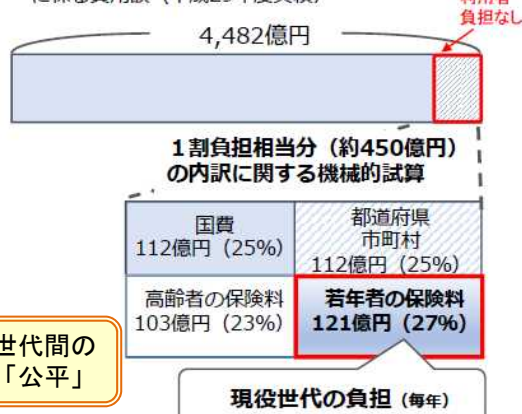 利用者
負担なし
4,482億円
１割負担相当分（約450億円）
の内訳に関する機械的試算
国費
112億円（25%）
都道府県
市町村
112億円（25%）
高齢者の保険料
103億円（23%）
若年者の保険料
121億円（27%）
世代間の
「公平」
現役世代の負担（毎年）